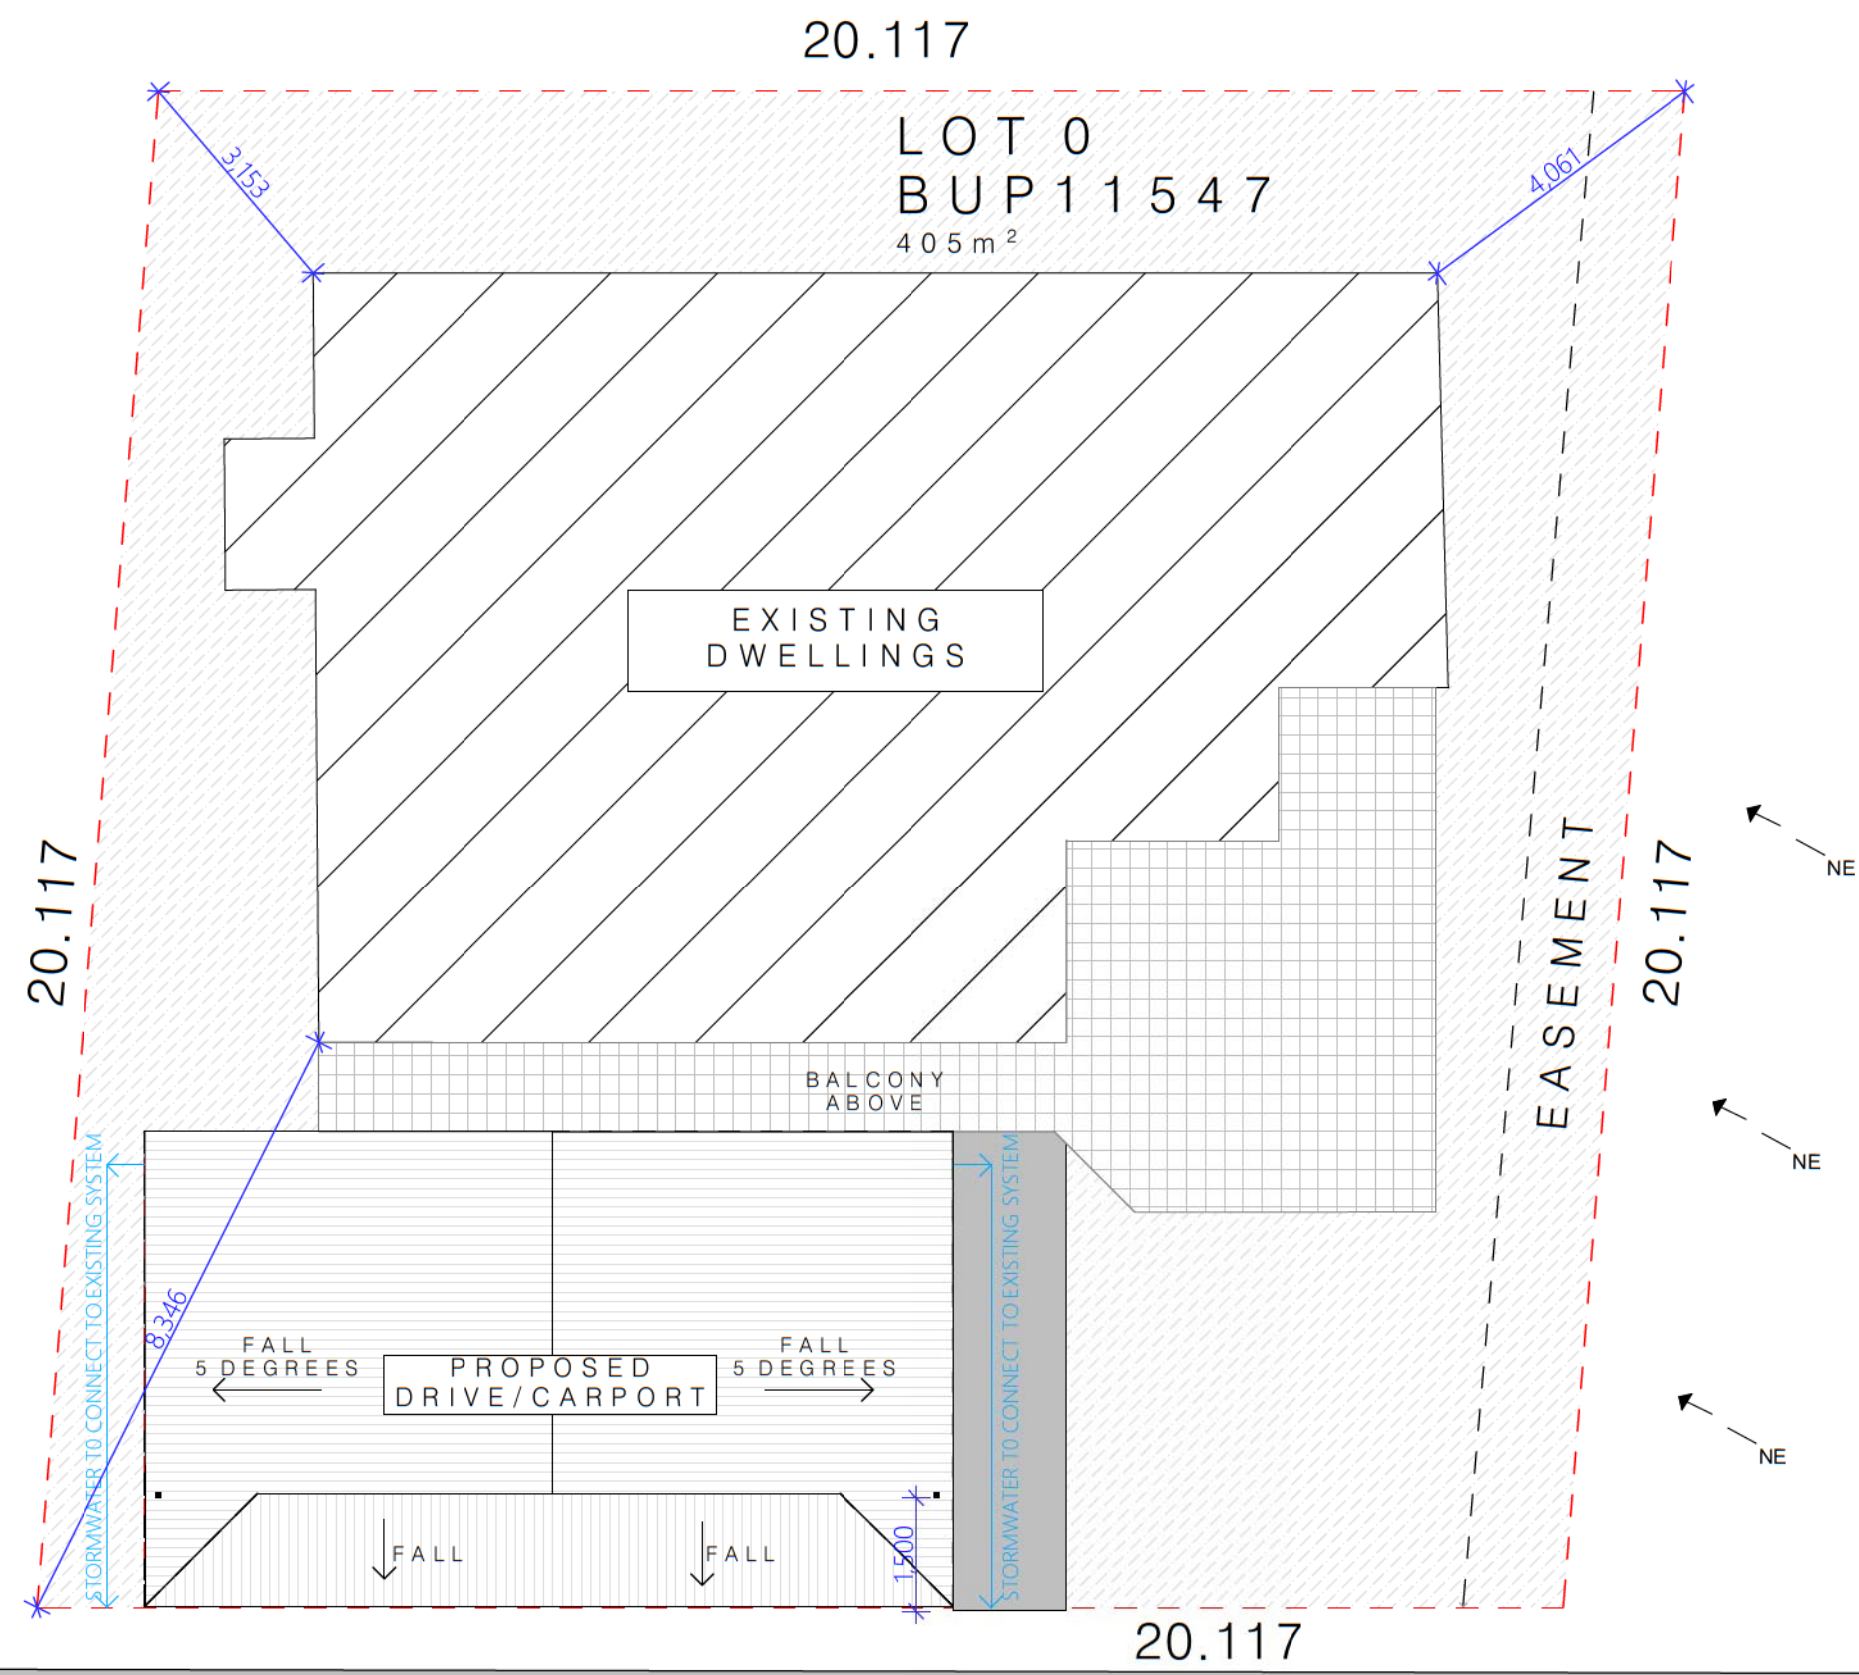 20.117
LOT 0
BUP11547
405m²
3,153
4,061
EXISTING
DWELLINGS
20.117
EASEMENT
20.117
NE
NE
NE
BALCONY
ABOVE
STORMWATER TO CONNECT TO EXISTING SYSTEM
STORMWATER TO CONNECT TO EXISTING SYSTEM
8,346
FALL
5 DEGREES
FALL
5 DEGREES
PROPOSED
DRIVE/CARPORT
FALL
FALL
1,500
20.117